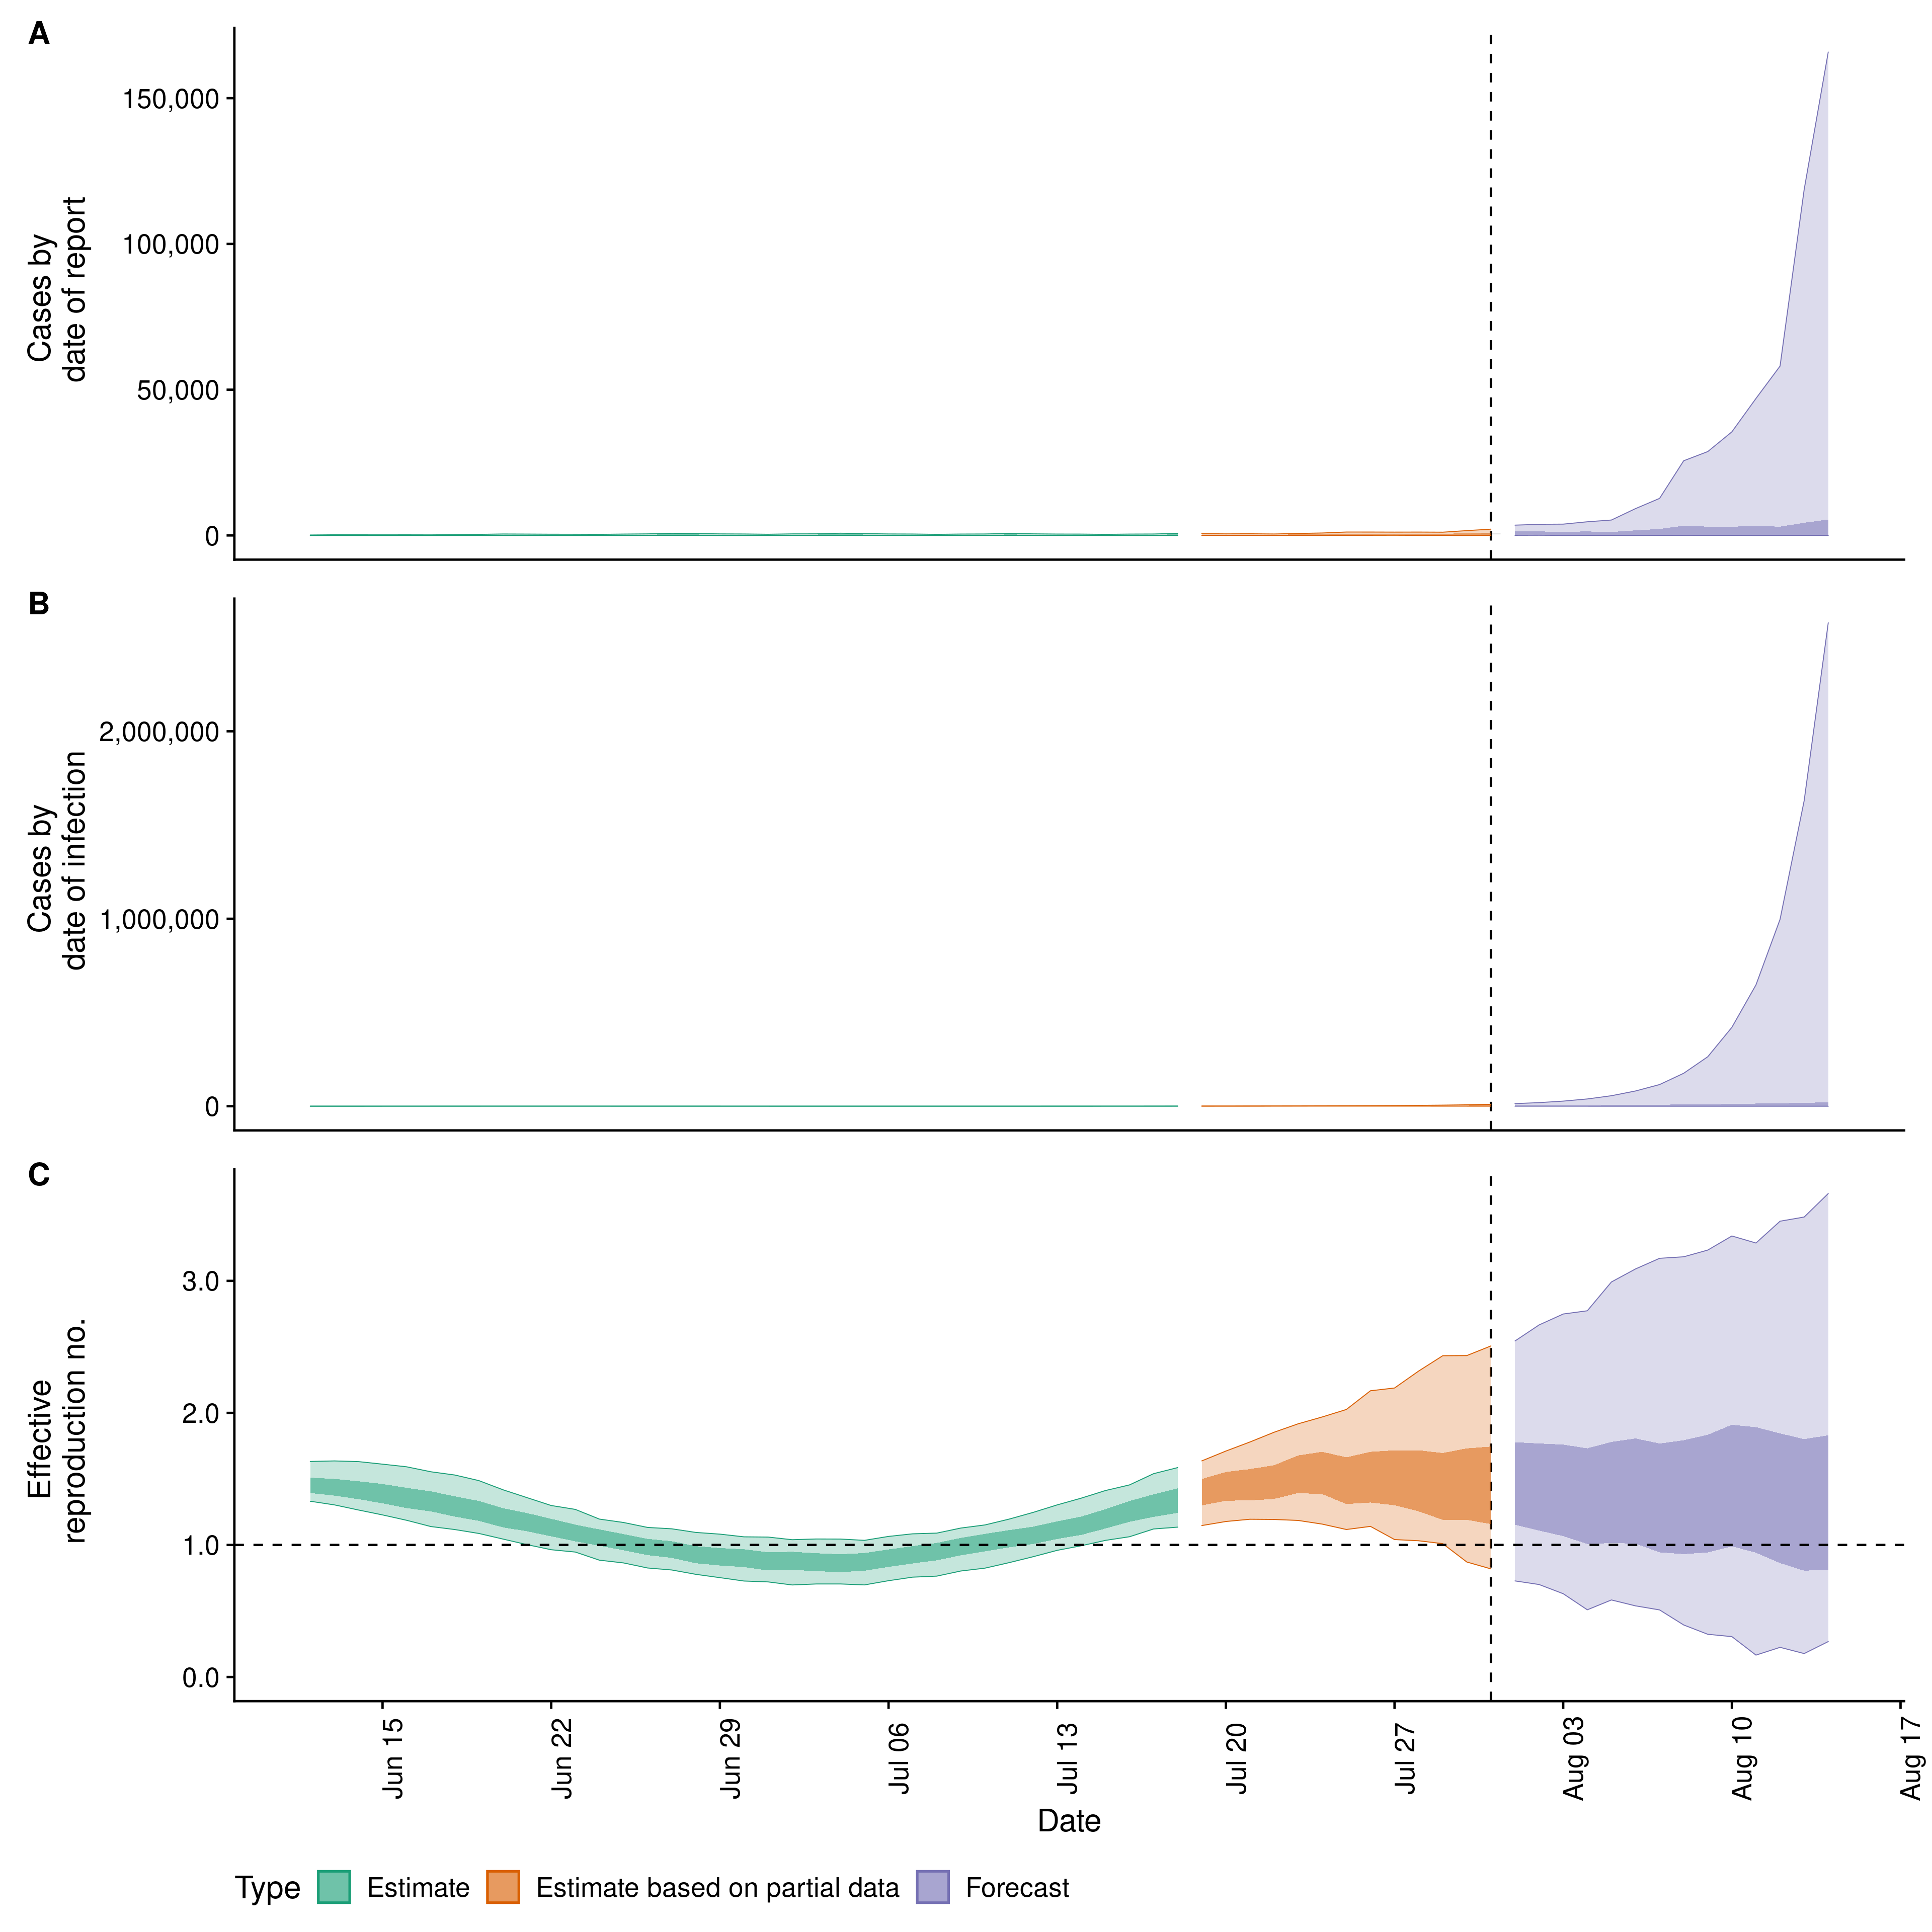 A
Cases by
date of report
150,000
100,000
50,000
0
B
Cases by
date of infection
2,000,000
1,000,000
0
C
Effective
reproduction no.
3.0
2.0
1.0
0.0
Jun 15
Jun 22
Jun 29
Jul 06
Jul 13
Jul 20
Jul 27
Aug 03
Aug 10
Aug 17
Date
Type Estimate Estimate based on partial data Forecast